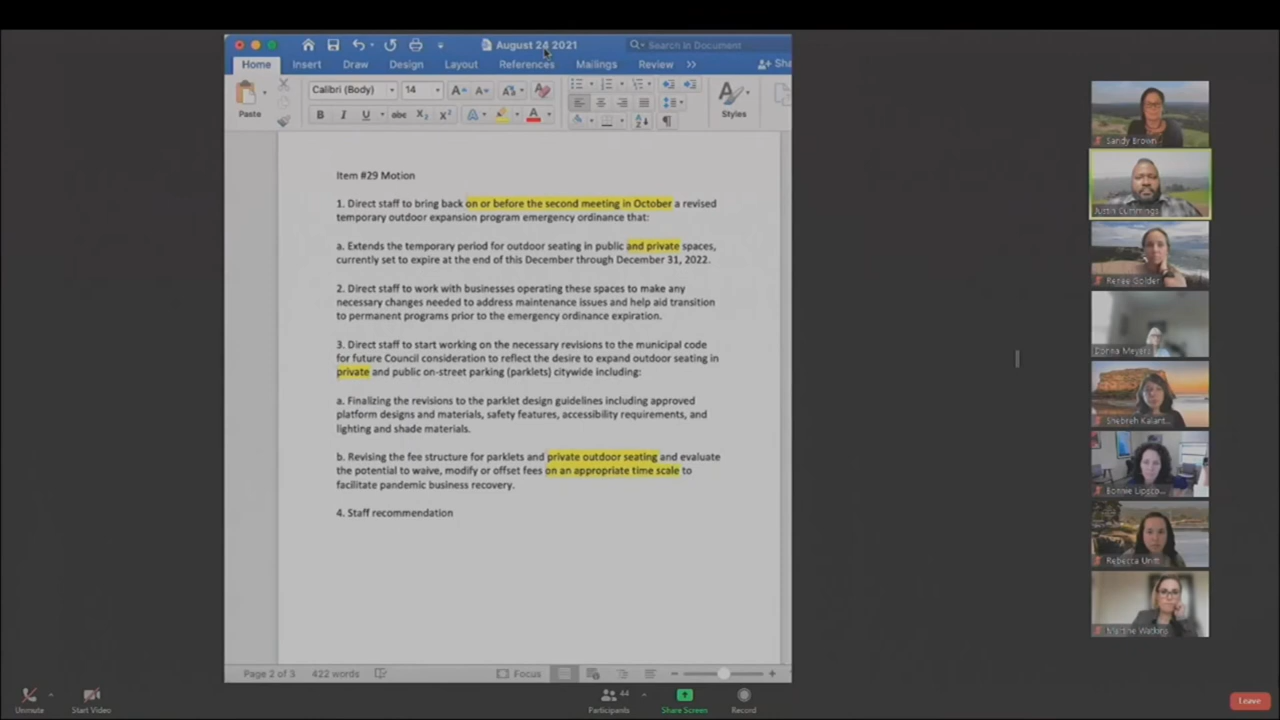 August 24 2021
Search in Document
Home Insert Draw Design Layout References Mailings Review Sha
Paste
Calibri (Body) 14
Styles
Item #29 Motion
1. Direct staff to bring back on or before the second meeting in October a revised
temporary outdoor expansion program emergency ordinance that:
a. Extends the temporary period for outdoor seating in public and private spaces,
currently set to expire at the end of this December through December 31, 2022.
2. Direct staff to work with businesses operating these spaces to make any
necessary changes needed to address maintenance issues and help aid transition
to permanent programs prior to the emergency ordinance expiration.
3. Direct staff to start working on the necessary revisions to the municipal code
for future Council consideration to reflect the desire to expand outdoor seating in
private and public on-street parking (parklets) citywide including:
a. Finalizing the revisions to the parklet design guidelines including approved
platform designs and materials, safety features, accessibility requirements, and
lighting and shade materials.
b. Revising the fee structure for parklets and private outdoor seating and evaluate
the potential to waive, modify or offset fees on an appropriate time scale to
facilitate pandemic business recovery.
4. Staff recommendation
Page 2 of 3 422 words Focus
Sandy Brown
Justin Cummings
Renee Golder
Donna Meyers
Shebreh Kalant...
Bonnie Lipsco...
Rebecca Unitt
Martine Watkins
Unmute Start Video Participants 44 Share Screen Record Leave